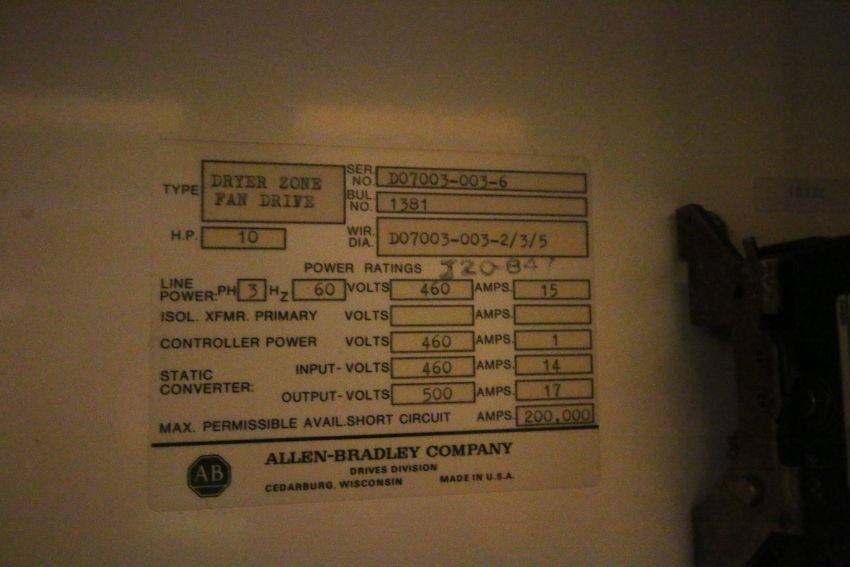 TYPE DRYER ZONE FAN DRIVE
SER. NO. D07003-003-6
BUL. NO. 1381
H.P. 10
WIR. DIA. D07003-003-2/3/5
POWER RATINGS
LINE POWER: PH 3 HZ 60 VOLTS 460 AMPS. 15
ISOL. XFMR. PRIMARY VOLTS AMPS.
CONTROLLER POWER VOLTS 460 AMPS. 1
STATIC CONVERTER: INPUT- VOLTS 460 AMPS. 14
OUTPUT- VOLTS 500 AMPS. 17
MAX. PERMISSIBLE AVAIL. SHORT CIRCUIT AMPS. 200,000
AB
ALLEN-BRADLEY COMPANY
DRIVES DIVISION
CEDARBURG, WISCONSIN MADE IN U.S.A.